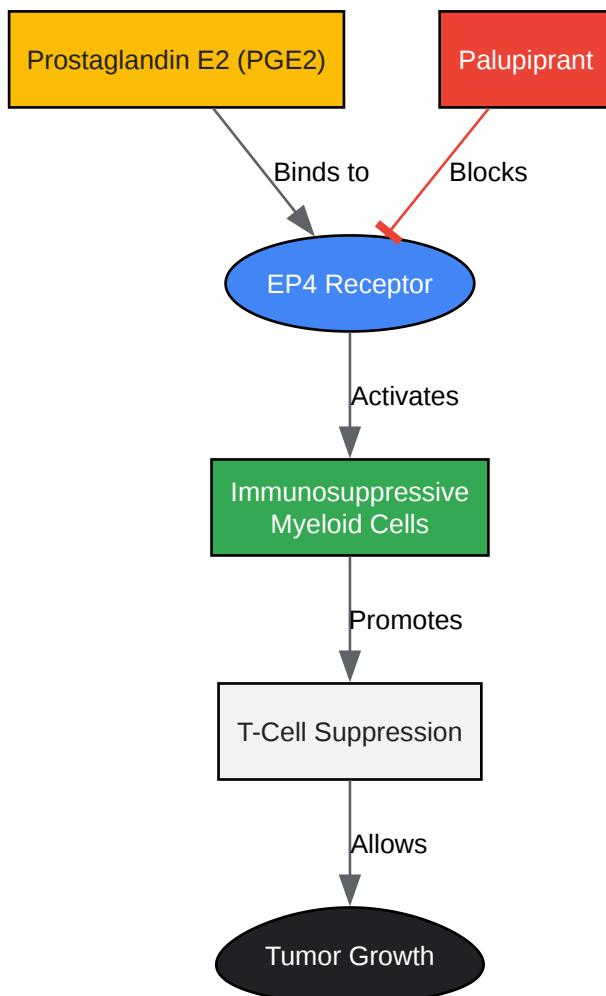 Prostaglandin E2 (PGE2)
Palupiprant
Binds to
Blocks
EP4 Receptor
Activates
Immunosuppressive
Myeloid Cells
Promotes
T-Cell Suppression
Allows
Tumor Growth